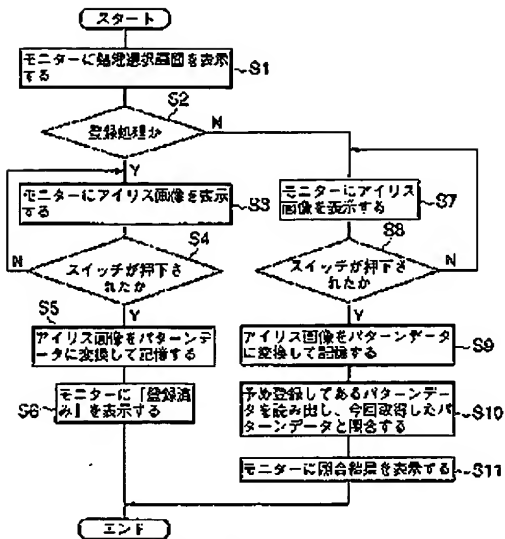 スタート
モニターに処理選択画面を表示
する
S1
S2
登録処理か
N
Y
モニターにアイリス画像を表示
する
S3
モニターにアイリス
画像を表示する
S7
S4
スイッチが押下さ
れたか
N
Y
S8
スイッチが押下
されたか
N
Y
S5
アイリス画像をパターンデ
ータに変換して記憶する
アイリス画像をパターンデータ
に変換して記憶する
S9
S6
モニターに「登録済
み」を表示する
予め登録してあるパターンデー
タを読み出し、今回取得したパ
ターンデータと照合する
S10
モニターに照合結果を表示する
S11
エンド